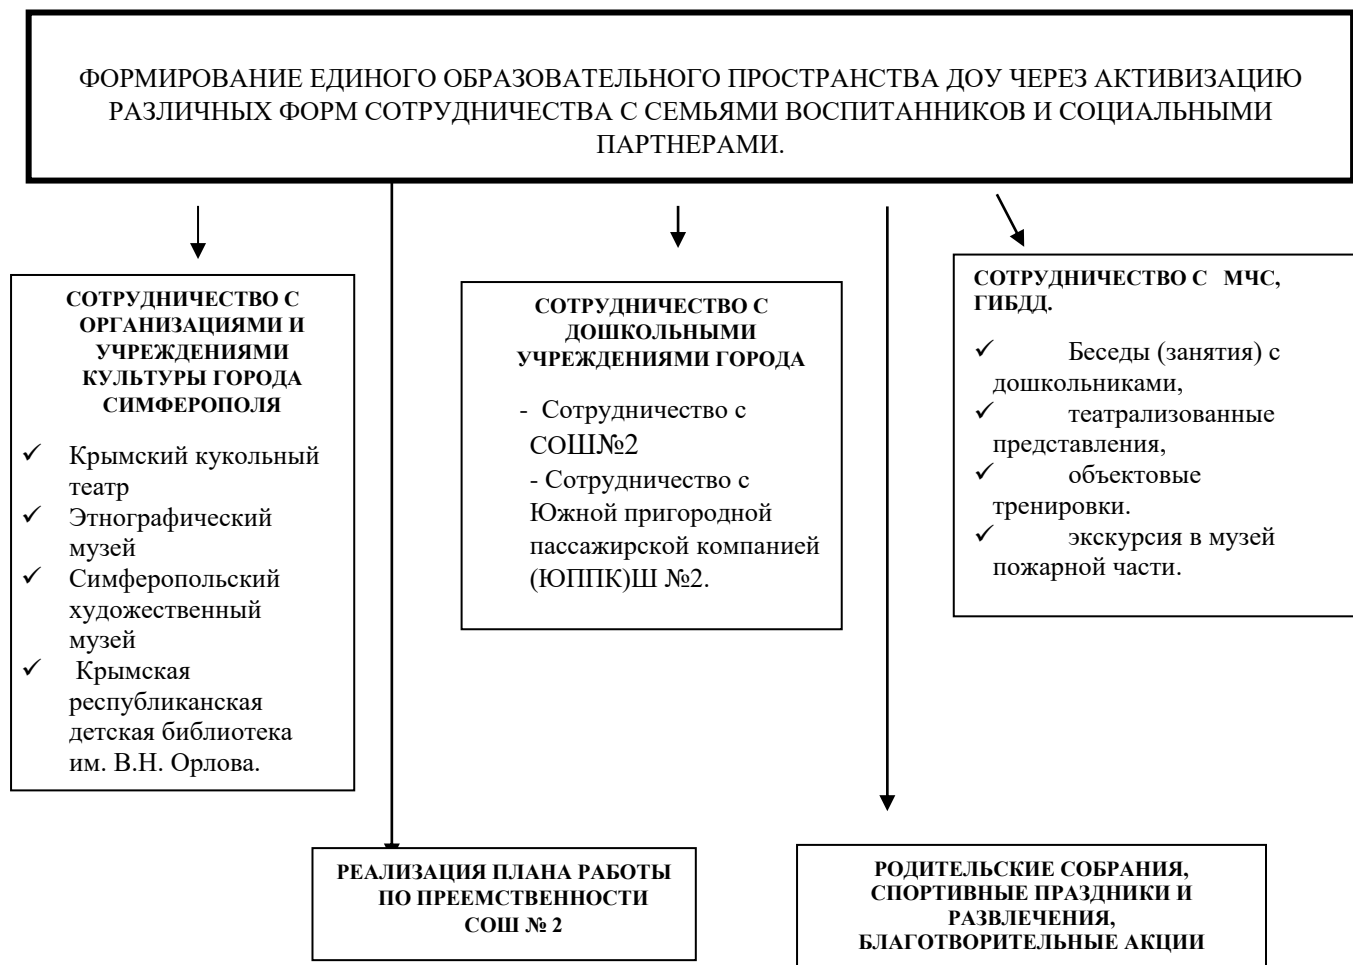 ФОРМИРОВАНИЕ ЕДИНОГО ОБРАЗОВАТЕЛЬНОГО ПРОСТРАНСТВА ДОУ ЧЕРЕЗ АКТИВИЗАЦИЮ
РАЗЛИЧНЫХ ФОРМ СОТРУДНИЧЕСТВА С СЕМЬЯМИ ВОСПИТАННИКОВ И СОЦИАЛЬНЫМИ
ПАРТНЕРАМИ.
СОТРУДНИЧЕСТВО С
ОРГАНИЗАЦИЯМИ И
УЧРЕЖДЕНИЯМИ
КУЛЬТУРЫ ГОРОДА
СИМФЕРОПОЛЯ
✓ Крымский кукольный
театр
✓ Этнографический
музей
✓ Симферопольский
художественный
музей
✓ Крымская
республиканская
детская библиотека
им. В.Н. Орлова.
СОТРУДНИЧЕСТВО С
ДОШКОЛЬНЫМИ
УЧРЕЖДЕНИЯМИ ГОРОДА
- Сотрудничество с
СОШ№2
- Сотрудничество с
Южной пригородной
пассажирской компанией
(ЮППК)Ш №2.
СОТРУДНИЧЕСТВО С МЧС,
ГИБДД.
✓ Беседы (занятия) с
дошкольниками,
✓ театрализованные
представления,
✓ объектовые
тренировки.
✓ экскурсия в музей
пожарной части.
РЕАЛИЗАЦИЯ ПЛАНА РАБОТЫ
ПО ПРЕЕМСТВЕННОСТИ
СОШ № 2
РОДИТЕЛЬСКИЕ СОБРАНИЯ,
СПОРТИВНЫЕ ПРАЗДНИКИ И
РАЗВЛЕЧЕНИЯ,
БЛАГОТВОРИТЕЛЬНЫЕ АКЦИИ